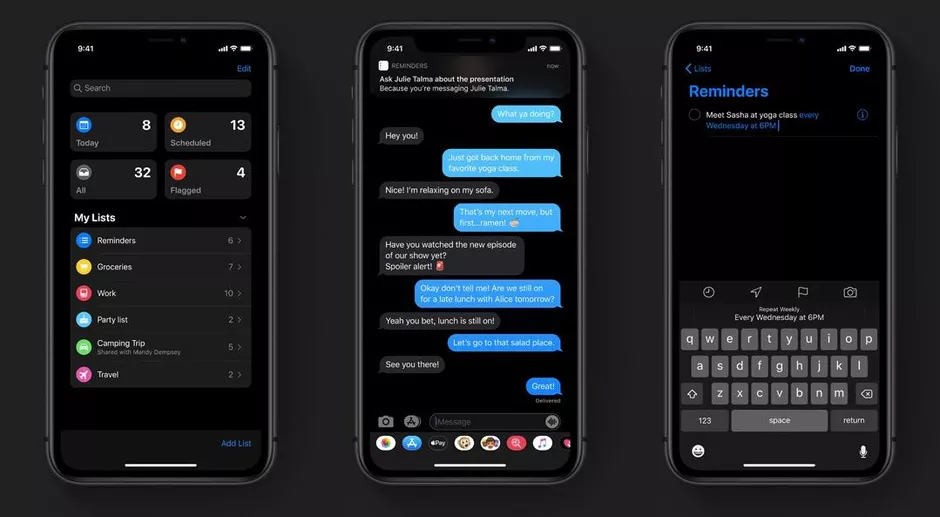 9:41
Edit
Search
8
Today
13
Scheduled
32
All
4
Flagged
My Lists
Reminders 6
Groceries 7
Work 10
Party list 2
Camping Trip 5
Shared with Mandy Dempsey
Travel 2
Add List
9:41
REMINDERS now
Ask Julie Talma about the presentation
Because you're messaging Julie Talma.
What ya doing?
Hey you!
Just got back home from my
favorite yoga class.
Nice! I'm relaxing on my sofa.
That's my next move, but
first...ramen! 🍜
Have you watched the new episode
of our show yet?
Spoiler alert! 🚨
Okay don't tell me! Are we still on
for a late lunch with Alice tomorrow?
Yeah you bet, lunch is still on!
Let's go to that salad place.
See you there!
Great!
Delivered
iMessage
Pay
9:41
Lists
Done
Reminders
Meet Sasha at yoga class every
Wednesday at 6PM
Repeat Weekly
Every Wednesday at 6PM
q w e r t y u i o p
a s d f g h j k l
z x c v b n m
123 space return